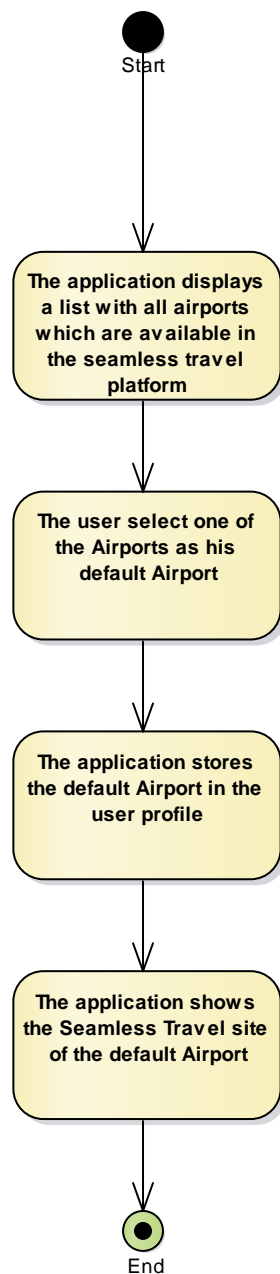 Start
The application displays
a list with all airports
which are available in
the seamless travel
platform
The user select one of
the Airports as his
default Airport
The application stores
the default Airport in the
user profile
The application shows
the Seamless Travel site
of the default Airport
End